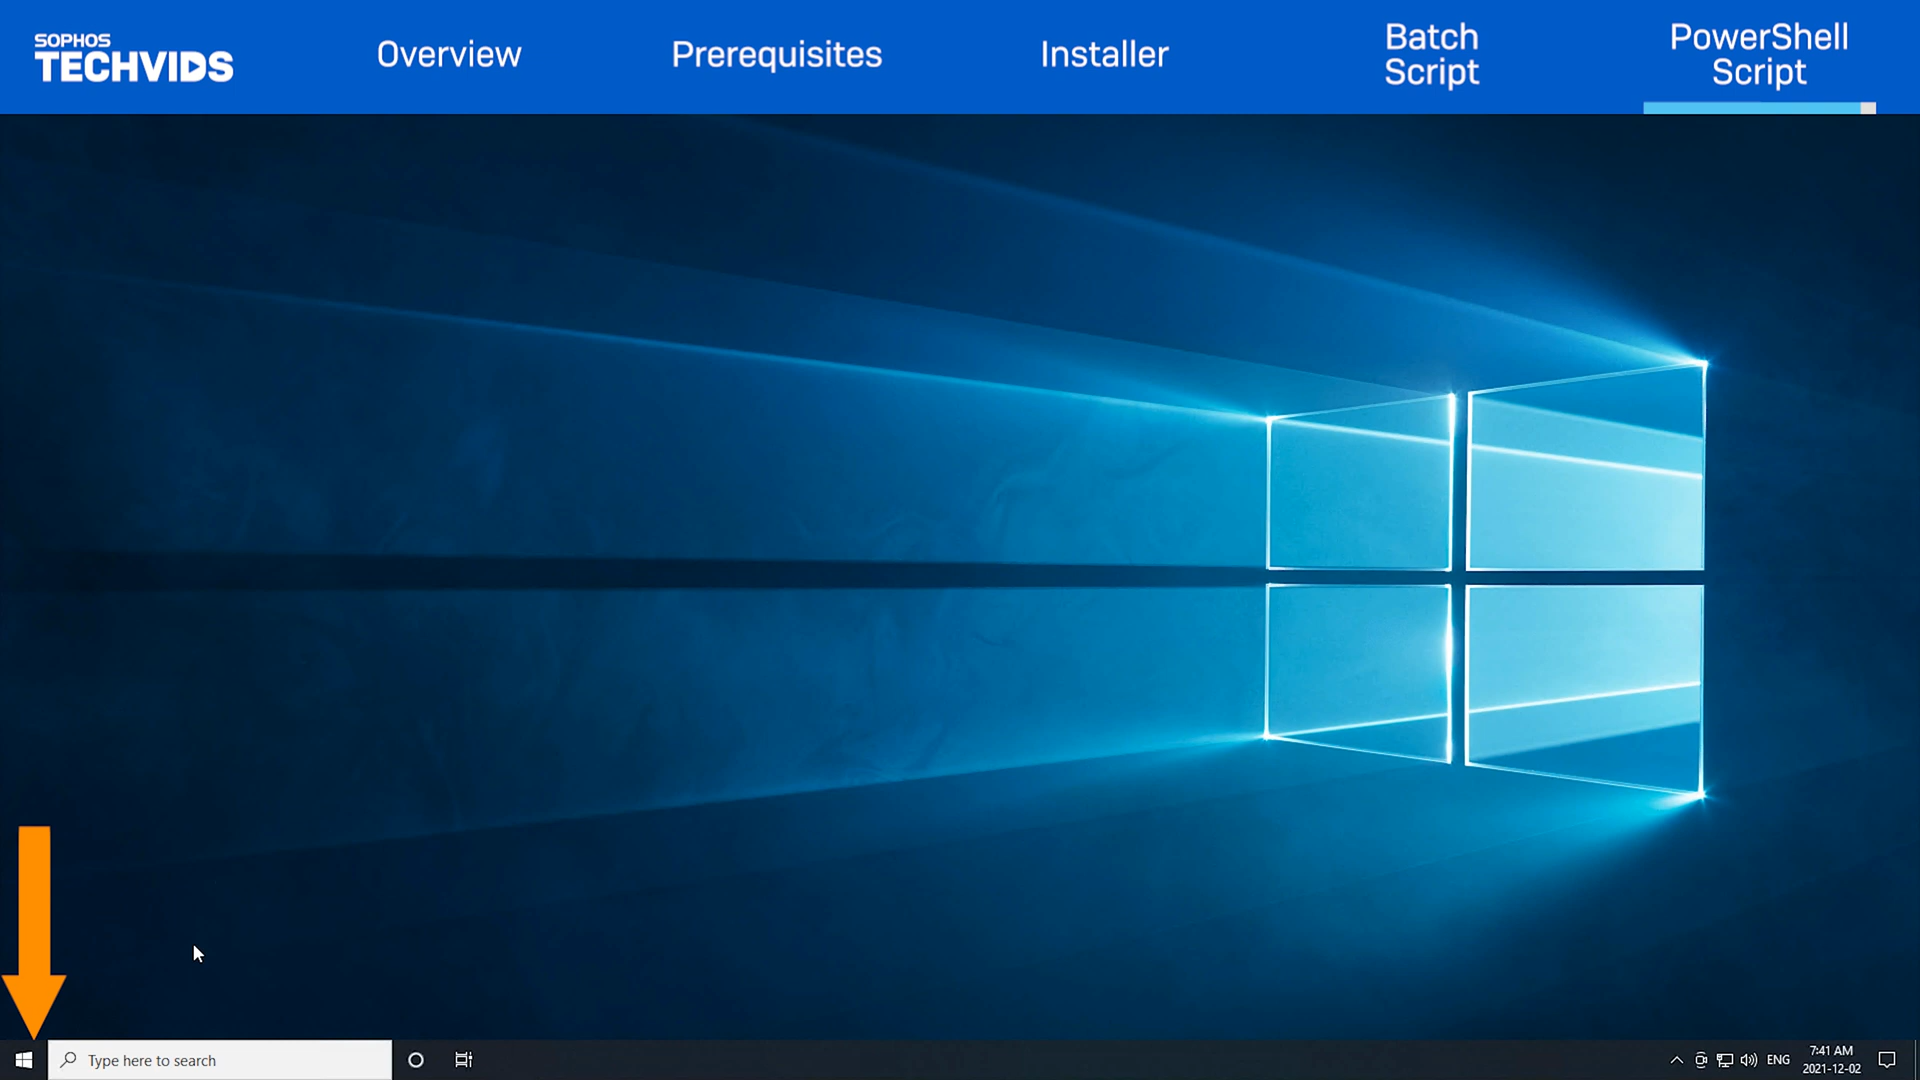 SOPHOS
TECHVIDS
Overview
Prerequisites
Installer
Batch
Script
PowerShell
Script
Type here to search
ENG
7:41 AM
2021-12-02